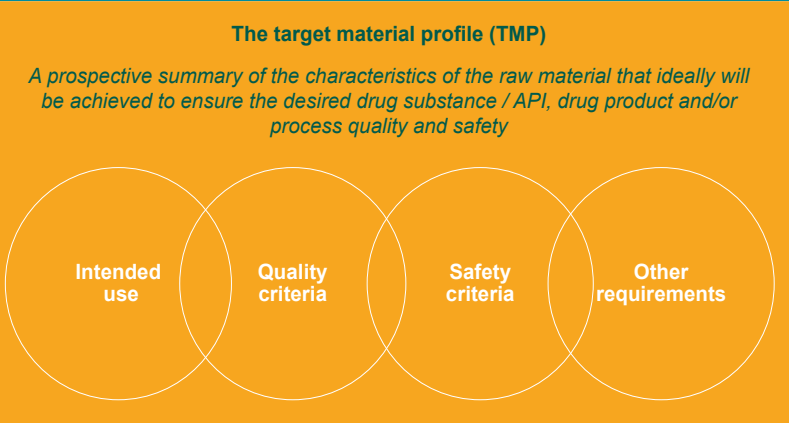 The target material profile (TMP)
A prospective summary of the characteristics of the raw material that ideally will
be achieved to ensure the desired drug substance / API, drug product and/or
process quality and safety
Intended
use
Quality
criteria
Safety
criteria
Other
requirements